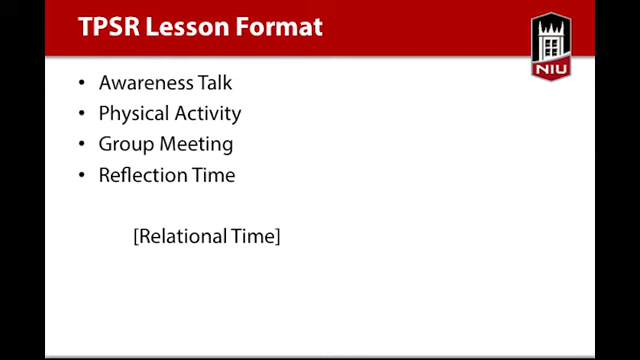 TPSR Lesson Format
NIU
• Awareness Talk
• Physical Activity
• Group Meeting
• Reflection Time
[Relational Time]